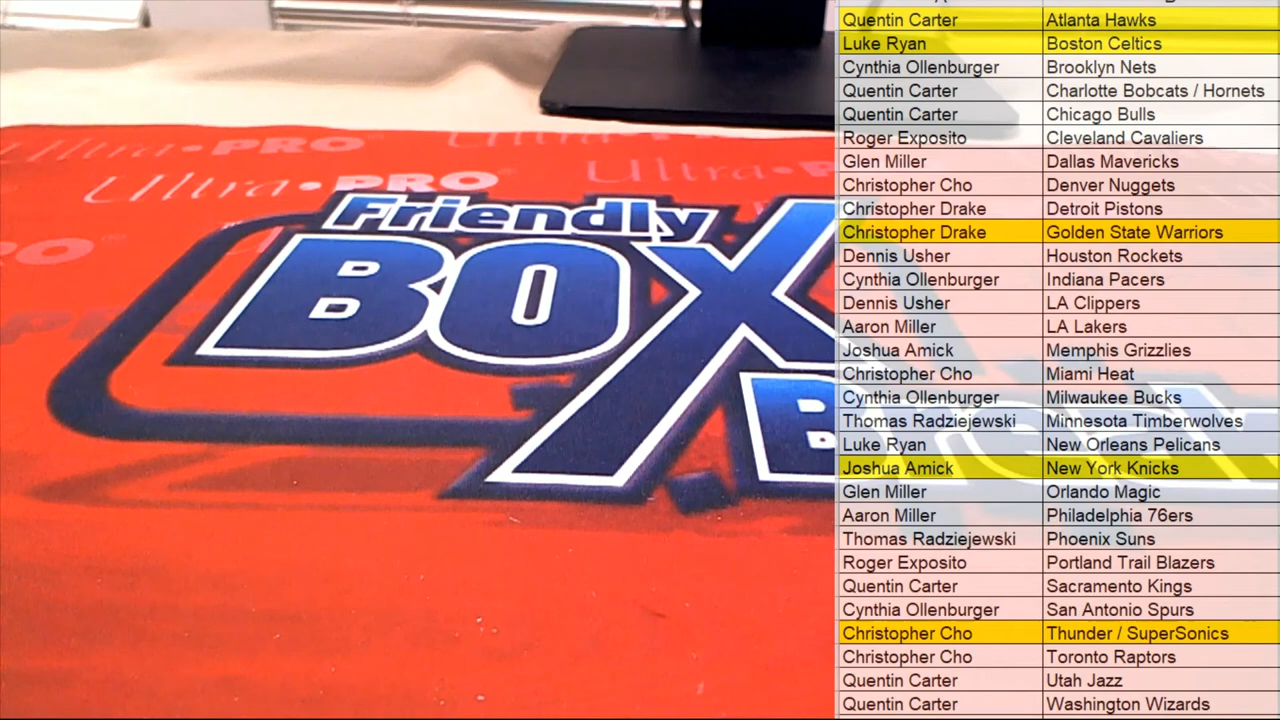 Ultra•PRO
Ultra•PRO
Ultra•PRO
Ultra•P
PRO
Friendly
BOX
B
Quentin Carter Atlanta Hawks
Luke Ryan Boston Celtics
Cynthia Ollenburger Brooklyn Nets
Quentin Carter Charlotte Bobcats / Hornets
Quentin Carter Chicago Bulls
Roger Exposito Cleveland Cavaliers
Glen Miller Dallas Mavericks
Christopher Cho Denver Nuggets
Christopher Drake Detroit Pistons
Christopher Drake Golden State Warriors
Dennis Usher Houston Rockets
Cynthia Ollenburger Indiana Pacers
Dennis Usher LA Clippers
Aaron Miller LA Lakers
Joshua Amick Memphis Grizzlies
Christopher Cho Miami Heat
Cynthia Ollenburger Milwaukee Bucks
Thomas Radziejewski Minnesota Timberwolves
Luke Ryan New Orleans Pelicans
Joshua Amick New York Knicks
Glen Miller Orlando Magic
Aaron Miller Philadelphia 76ers
Thomas Radziejewski Phoenix Suns
Roger Exposito Portland Trail Blazers
Quentin Carter Sacramento Kings
Cynthia Ollenburger San Antonio Spurs
Christopher Cho Thunder / SuperSonics
Christopher Cho Toronto Raptors
Quentin Carter Utah Jazz
Quentin Carter Washington Wizards